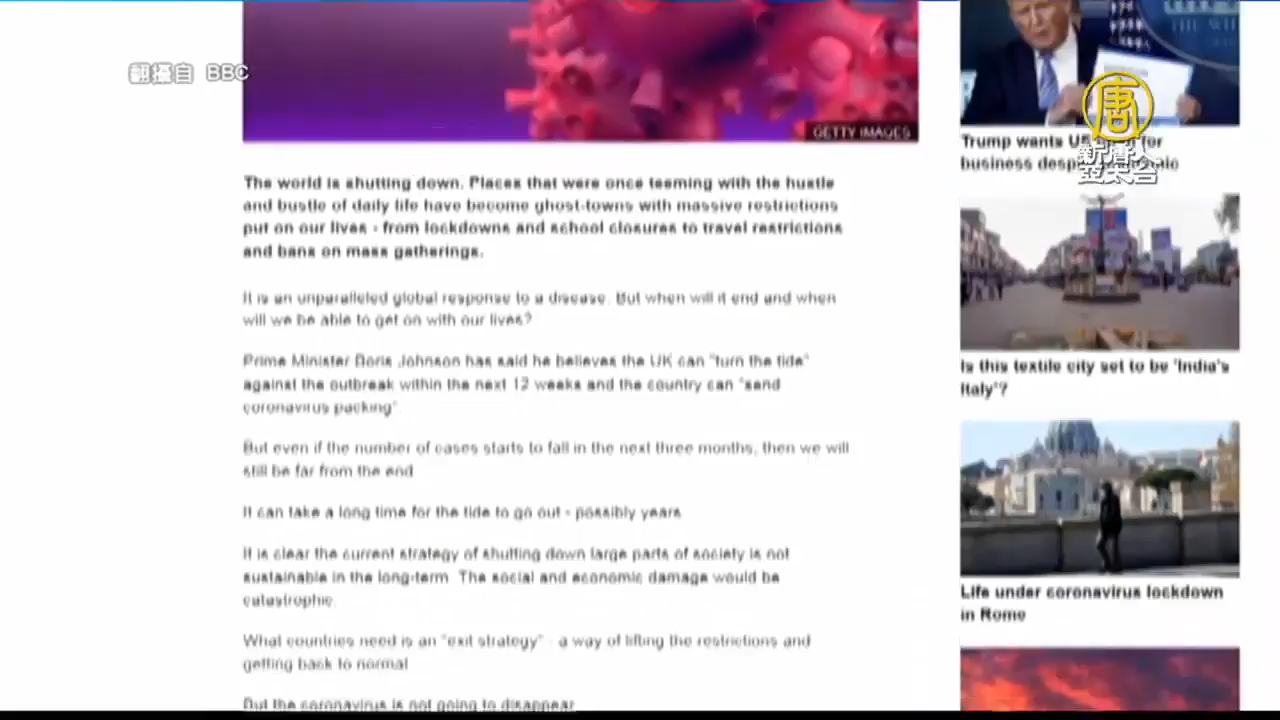 翻攝自 BBC
GETTY IMAGES
The world is shutting down. Places that were once teeming with the hustle
and bustle of daily life have become ghost-towns with massive restrictions
put on our lives - from lockdowns and school closures to travel restrictions
and bans on mass gatherings.
It is an unparalleled global response to a disease. But when will it end and when
will we be able to get on with our lives?
Prime Minister Boris Johnson has said he believes the UK can "turn the tide"
against the outbreak within the next 12 weeks and the country can "send
coronavirus packing".
But even if the number of cases starts to fall in the next three months, then we will
still be far from the end.
It can take a long time for the tide to go out - possibly years.
It is clear the current strategy of shutting down large parts of society is not
sustainable in the long-term. The social and economic damage would be
catastrophic.
What countries need is an "exit strategy" - a way of lifting the restrictions and
getting back to normal.
But the coronavirus is not going to disappear.
唐
新唐人
亞太台
Trump wants US for
business
Is this textile city set to be 'India's
Italy'?
Life under coronavirus lockdown
in Rome